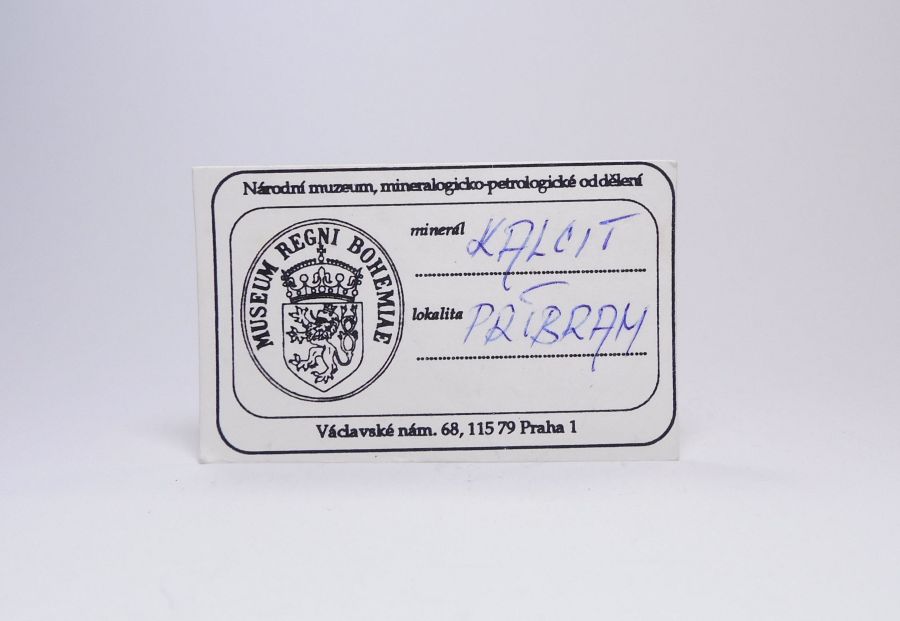 Národní muzeum, mineralogicko-petrologické oddělení
MUSEUM REGNI BOHEMIAE
minerál KALCIT
lokalita PŘÍBRAM
Václavské nám. 68, 115 79 Praha 1